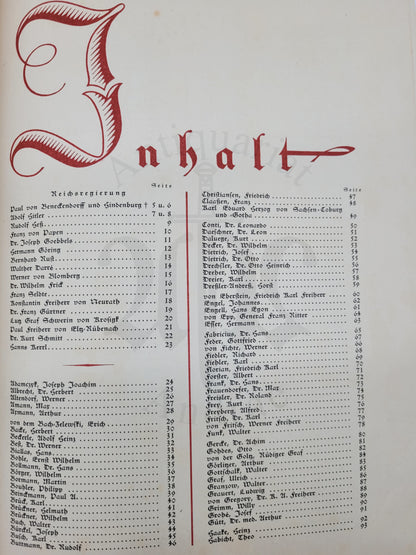 Inhalt
Antiquariat
Reichsregierung
Seite
Paul von Beneckendorff und Hindenburg † 5 u. 6
Adolf Hitler 7 u. 8
Rudolf Heß 9
Franz von Papen 10
Dr. Joseph Goebbels 11
Hermann Göring 12
Bernhard Rust 13
Walther Darré 14
Werner von Blomberg 15
Dr. Wilhelm Frick 16
Franz Seldte 17
Konstantin Freiherr von Neurath 18
Dr. Franz Gürtner 19
Lutz Graf Schwerin von Krosigk 20
Paul Freiherr von Eltz-Rübenach 21
Dr. Kurt Schmitt 22
Hanns Kerrl 23
Adamczyk, Joseph Joachim 24
Albrecht, Dr. Herbert 25
Altendorf, Werner 26
Amann, Max 27
Armann, Arthur 28
von dem Bach-Zelewski, Erich 29
Backe, Herbert 30
Beckerle, Adolf Heinz 31
Best, Dr. Werner 32
Biallas, Hans 33
Bohle, Ernst Wilhelm 34
Bollmann, Dr. Hans 35
Börger, Wilhelm 36
Bormann, Martin 37
Bouhler, Philipp 38
Brinckmann, Paul A. 39
Brück, Karl 40
Brückner, Helmuth 41
Brückner, Wilhelm 42
Buch, Walter 43
Bürckel, Josef 44
Busch, Karl 45
Buttmann, Dr. Rudolf 46
Seite
Christiansen, Friedrich 47
Claaßen, Franz 48
Karl Eduard Herzog von Sachsen-Coburg
und Gotha 49
Conti, Dr. Leonardo 50
Daeschner, Dr. Leon 51
Daluege, Kurt 52
Decker, Dr. Wilhelm 53
Dietrich, Josef 54
Dietrich, Dr. Otto 55
Drechsler, Dr. Otto Heinrich 56
Dreher, Wilhelm 57
Dreier, Karl 58
Dreßler-Andreß, Horst 59
von Eberstein, Friedrich Karl Freiherr 60
Engel, Johannes 61
Engell, Hans Egon 62
von Epp, General Franz Ritter 63
Esser, Hermann 64
Fabricius, Dr. Hans 65
Feder, Gottfried 66
von Fichte, Werner 67
Fiebler, Richard 68
Fiehler, Karl 69
Florian, Friedrich Karl 70
Forster, Albert 71
Frank, Dr. Hans 72
Frauendorfer, Dr. Max 73
Freisler, Dr. Roland 74
Frey, Kurt 75
Freyberg, Alfred 76
Fritsch, Dr. Karl 77
von Fritsch, Werner Freiherr 78
Funk, Walter 79
Gercke, Dr. Achim 80
Gohdes, Otto 81
von der Goltz, Rüdiger Graf 82
Görlitzer, Arthur 83
Gottschalk, Walter 84
Graf, Ulrich 85
Granzow, Walter 86
Grauert, Ludwig 87
von Gregory, Dr. K. A. Freiherr 88
Grimm, Willy 89
Grohé, Josef 90
Gütt, Dr. med. Arthur 91
Haake, Heinz 92
Habicht, Theo 93